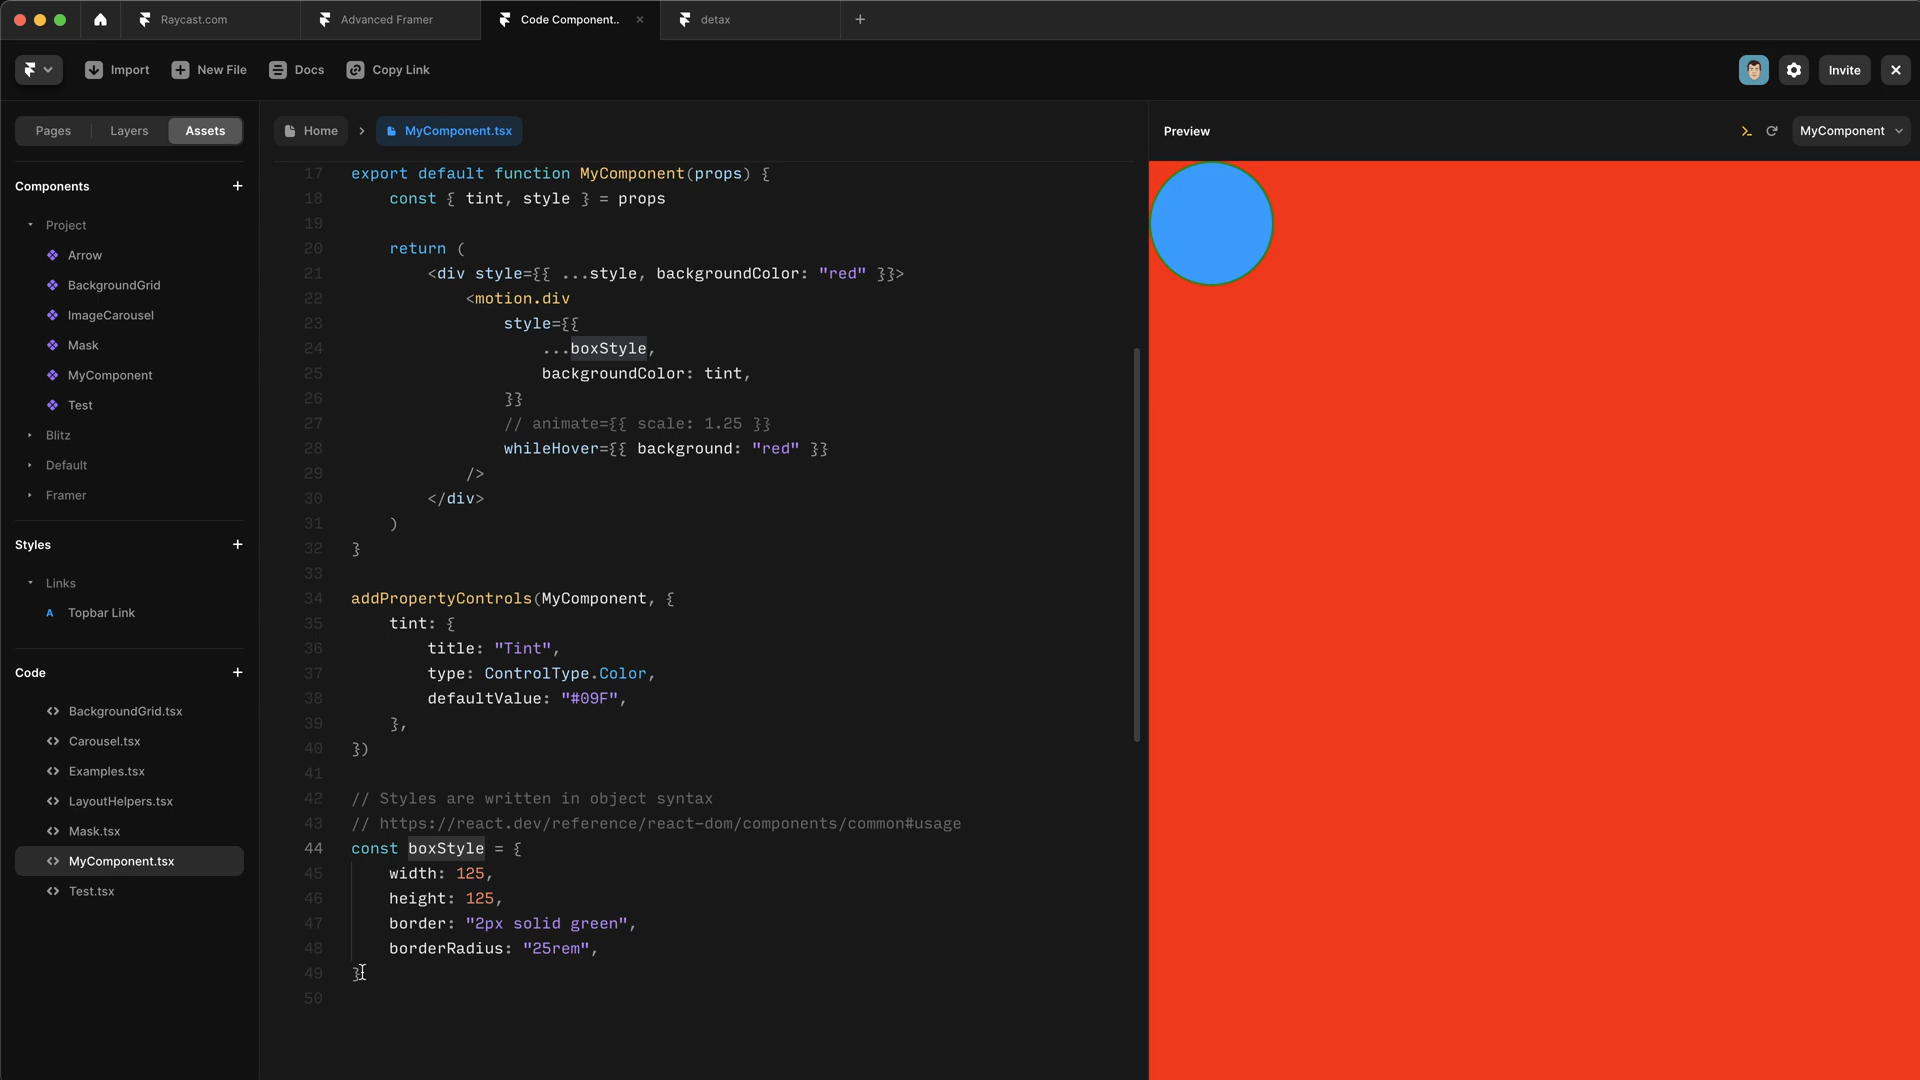 Raycast.com
Advanced Framer
Code Component..
detax
Import
New File
Docs
Copy Link
Invite
Pages
Layers
Assets
Home
MyComponent.tsx
Preview
MyComponent
Components
Project
Arrow
BackgroundGrid
ImageCarousel
Mask
MyComponent
Test
Blitz
Default
Framer
Styles
Links
A Topbar Link
Code
BackgroundGrid.tsx
Carousel.tsx
Examples.tsx
LayoutHelpers.tsx
Mask.tsx
MyComponent.tsx
Test.tsx
17 export default function MyComponent(props) {
18 const { tint, style } = props
19
20 return (
21 <div style={{ ...style, backgroundColor: "red" }}>
22 <motion.div
23 style={{
24 ...boxStyle,
25 backgroundColor: tint,
26 }}
27 // animate={{ scale: 1.25 }}
28 whileHover={{ background: "red" }}
29 />
30 </div>
31 )
32 }
33
34 addPropertyControls(MyComponent, {
35 tint: {
36 title: "Tint",
37 type: ControlType.Color,
38 defaultValue: "#09F",
39 },
40 })
41
42 // Styles are written in object syntax
43 // https://react.dev/reference/react-dom/components/common#usage
44 const boxStyle = {
45 width: 125,
46 height: 125,
47 border: "2px solid green",
48 borderRadius: "25rem",
49 }
50